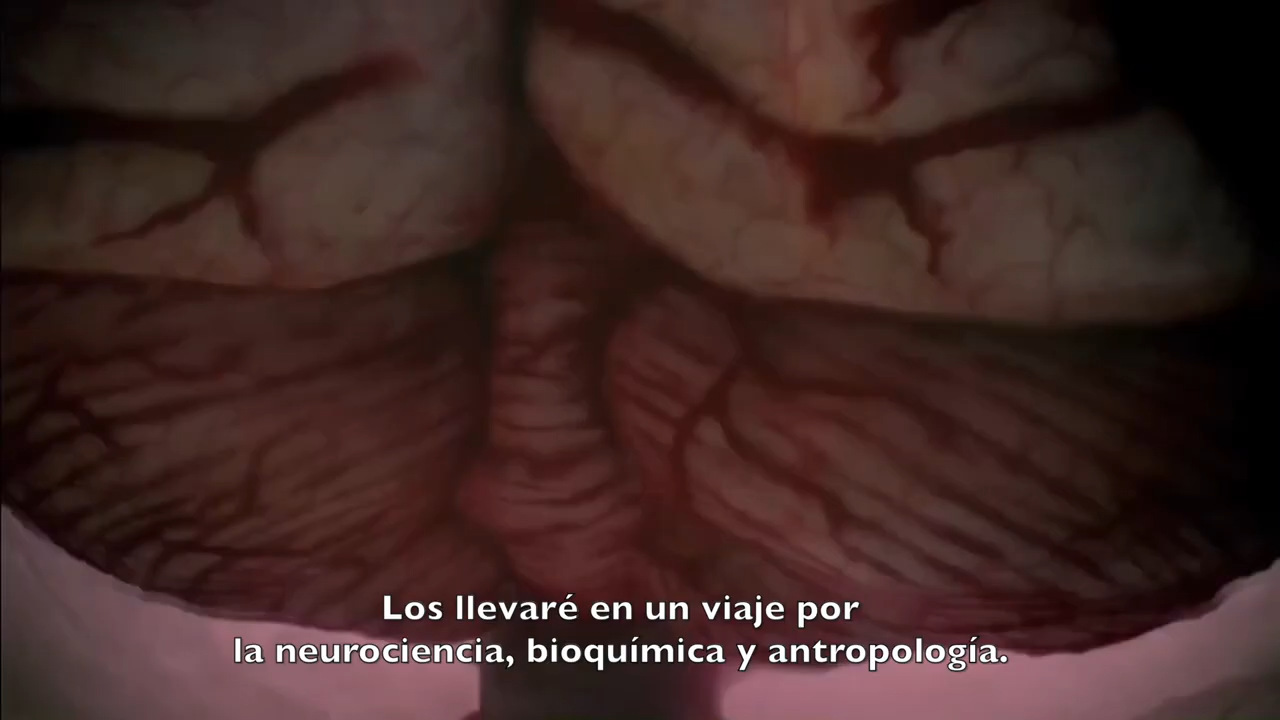 Los llevaré en un viaje por
la neurociencia, bioquímica y antropología.